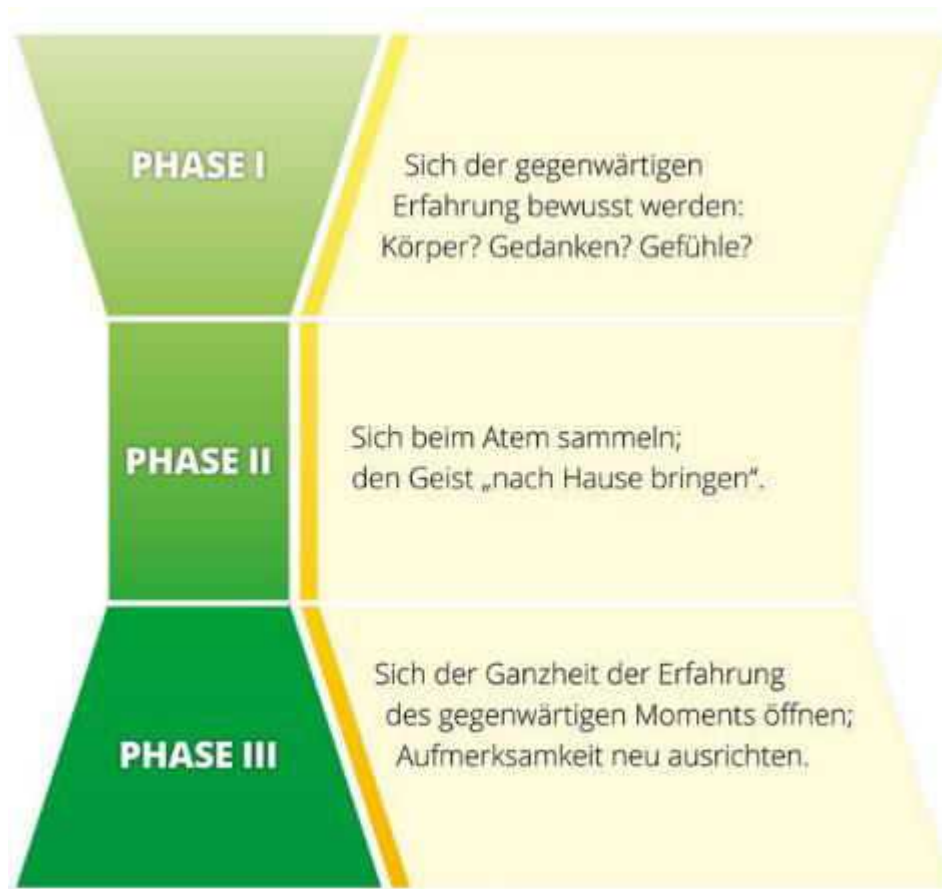 PHASE I
Sich der gegenwärtigen
Erfahrung bewusst werden:
Körper? Gedanken? Gefühle?
PHASE II
Sich beim Atem sammeln;
den Geist „nach Hause bringen“.
PHASE III
Sich der Ganzheit der Erfahrung
des gegenwärtigen Moments öffnen;
Aufmerksamkeit neu ausrichten.